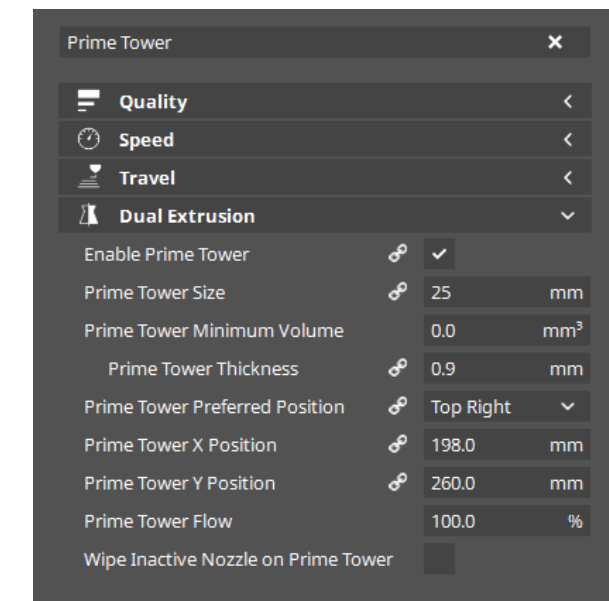 Prime Tower
Quality
Speed
Travel
Dual Extrusion
Enable Prime Tower
Prime Tower Size 25 mm
Prime Tower Minimum Volume 0.0 mm³
Prime Tower Thickness 0.9 mm
Prime Tower Preferred Position Top Right
Prime Tower X Position 198.0 mm
Prime Tower Y Position 260.0 mm
Prime Tower Flow 100.0 %
Wipe Inactive Nozzle on Prime Tower